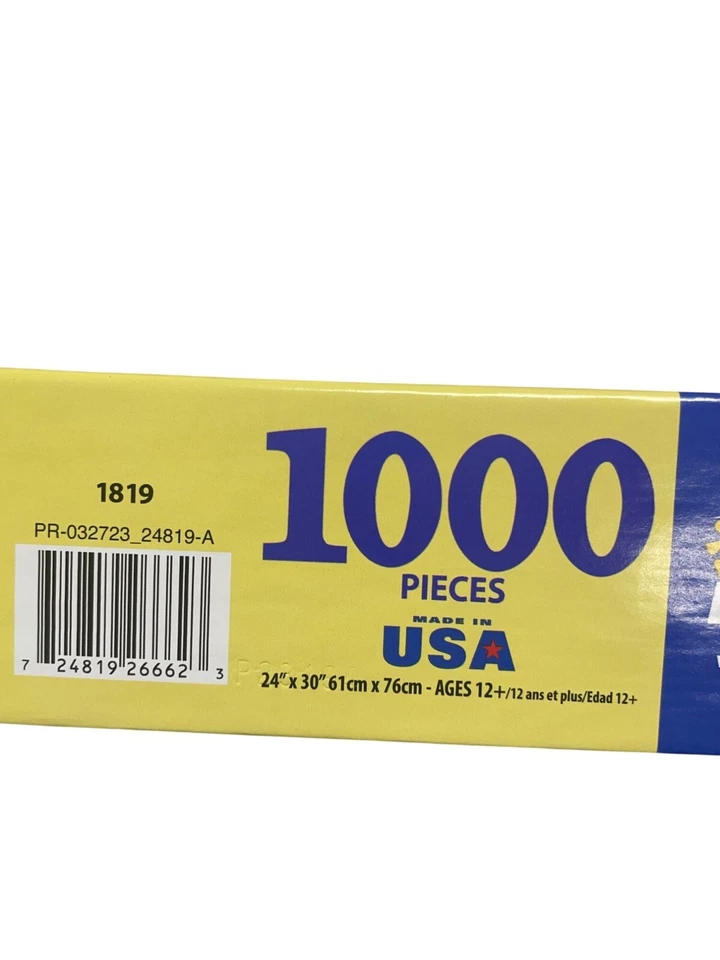 1819
PR-032723_24819-A
7 24819 26662 3
1000
PIECES
MADE IN
USA
24" x 30" 61cm x 76cm - AGES 12+/12 ans et plus/Edad 12+